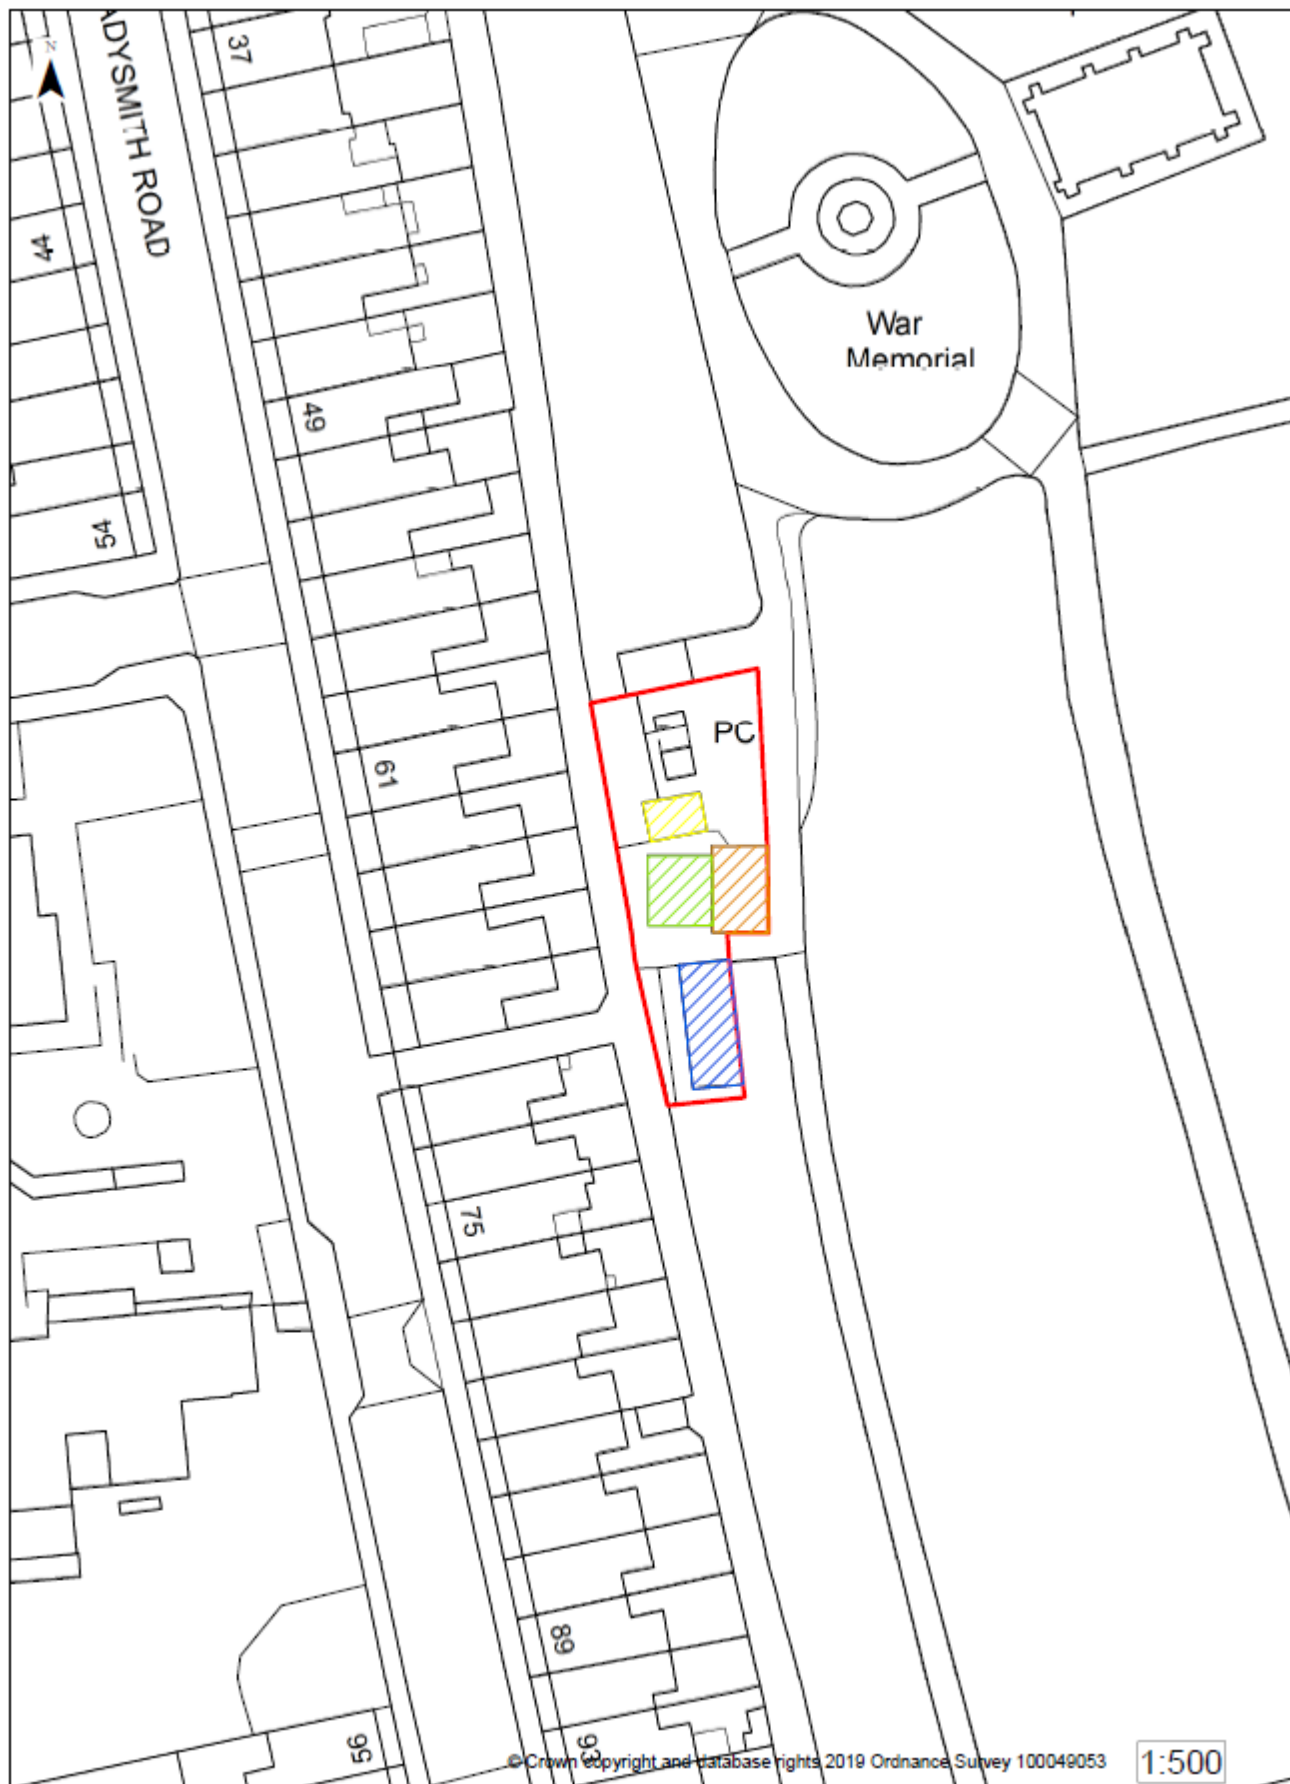 N
ADYSMITH ROAD
37
44
49
54
War
Memorial
PC
61
75
89
93
56
© Crown copyright and database rights 2019 Ordnance Survey 100049053
1:500